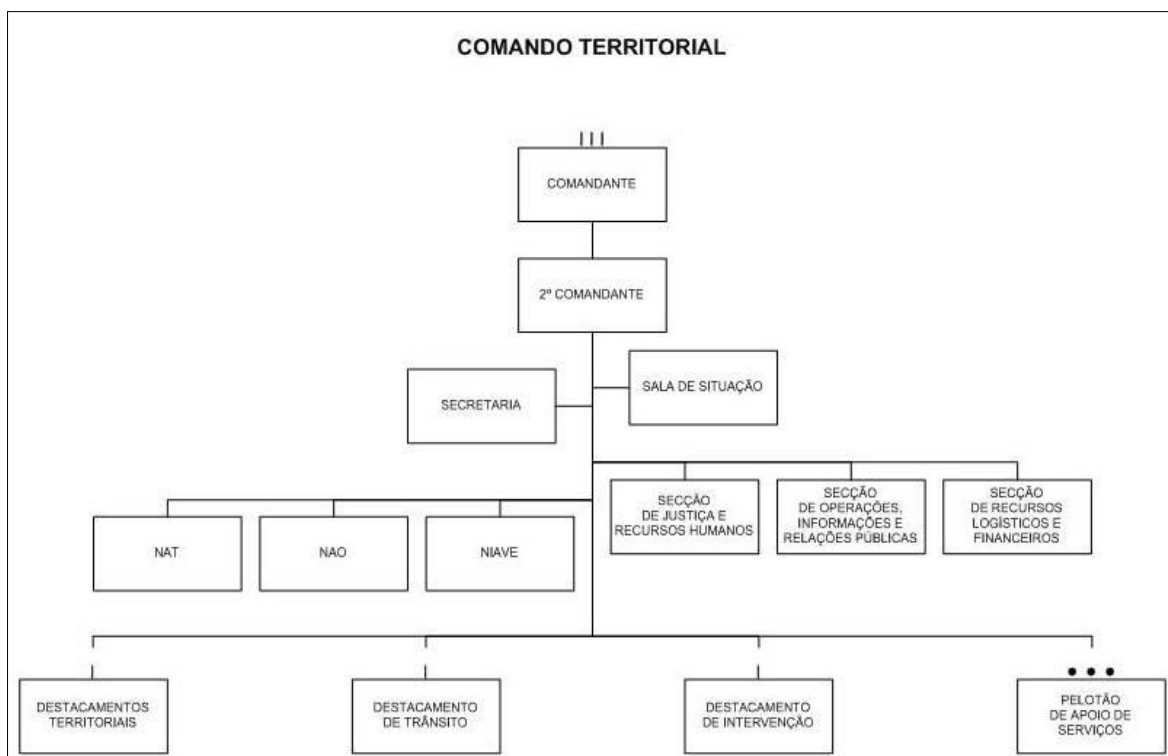 COMANDO TERRITORIAL
COMANDANTE
2º COMANDANTE
SALA DE SITUAÇÃO
SECRETARIA
SECÇÃO
DE JUSTIÇA E
RECURSOS HUMANOS
SECÇÃO
DE OPERAÇÕES,
INFORMAÇÕES E
RELAÇÕES PÚBLICAS
SECÇÃO
DE RECURSOS
LOGÍSTICOS E
FINANCEIROS
NAT
NAO
NIAVE
DESTACAMENTOS
TERRITORIAIS
DESTACAMENTO
DE TRÂNSITO
DESTACAMENTO
DE INTERVENÇÃO
PELOTÃO
DE APOIO DE
SERVIÇOS